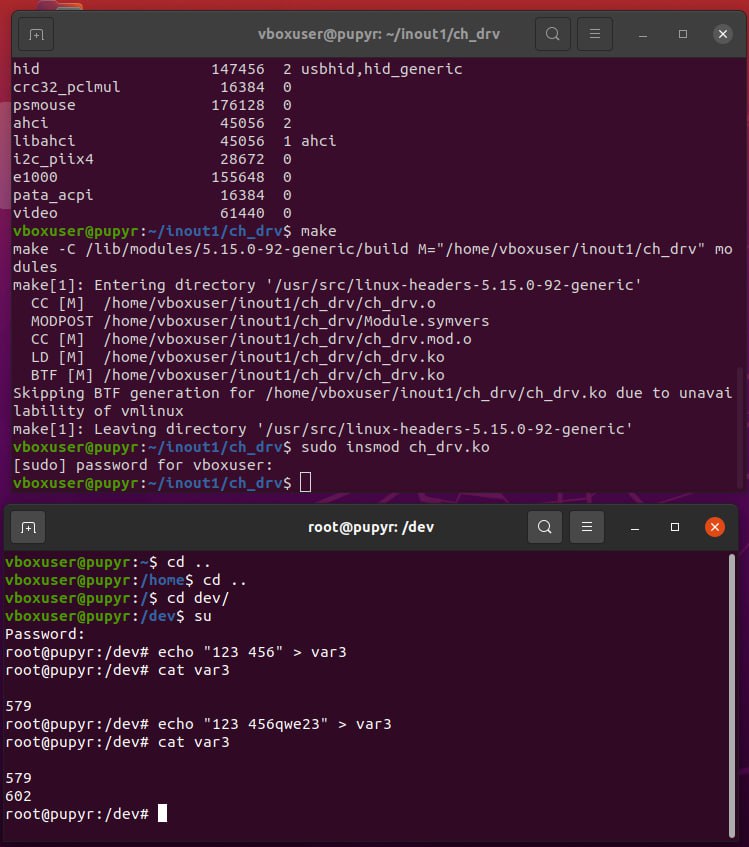 vboxuser@pupyr: ~/inout1/ch_drv
hid                   147456  2 usbhid,hid_generic
crc32_pclmul           16384  0
psmouse               176128  0
ahci                   45056  2
libahci                45056  1 ahci
i2c_piix4              28672  0
e1000                 155648  0
pata_acpi              16384  0
video                  61440  0
vboxuser@pupyr:~/inout1/ch_drv$ make
make -C /lib/modules/5.15.0-92-generic/build M="/home/vboxuser/inout1/ch_drv" mo
dules
make[1]: Entering directory '/usr/src/linux-headers-5.15.0-92-generic'
  CC [M]  /home/vboxuser/inout1/ch_drv/ch_drv.o
  MODPOST /home/vboxuser/inout1/ch_drv/Module.symvers
  CC [M]  /home/vboxuser/inout1/ch_drv/ch_drv.mod.o
  LD [M]  /home/vboxuser/inout1/ch_drv/ch_drv.ko
  BTF [M] /home/vboxuser/inout1/ch_drv/ch_drv.ko
Skipping BTF generation for /home/vboxuser/inout1/ch_drv/ch_drv.ko due to unavai
lability of vmlinux
make[1]: Leaving directory '/usr/src/linux-headers-5.15.0-92-generic'
vboxuser@pupyr:~/inout1/ch_drv$ sudo insmod ch_drv.ko
[sudo] password for vboxuser:
vboxuser@pupyr:~/inout1/ch_drv$
root@pupyr: /dev
vboxuser@pupyr:~$ cd ..
vboxuser@pupyr:/home$ cd ..
vboxuser@pupyr:/$ cd dev/
vboxuser@pupyr:/dev$ su
Password:
root@pupyr:/dev# echo "123 456" > var3
root@pupyr:/dev# cat var3
579
root@pupyr:/dev# echo "123 456qwe23" > var3
root@pupyr:/dev# cat var3
579
602
root@pupyr:/dev#